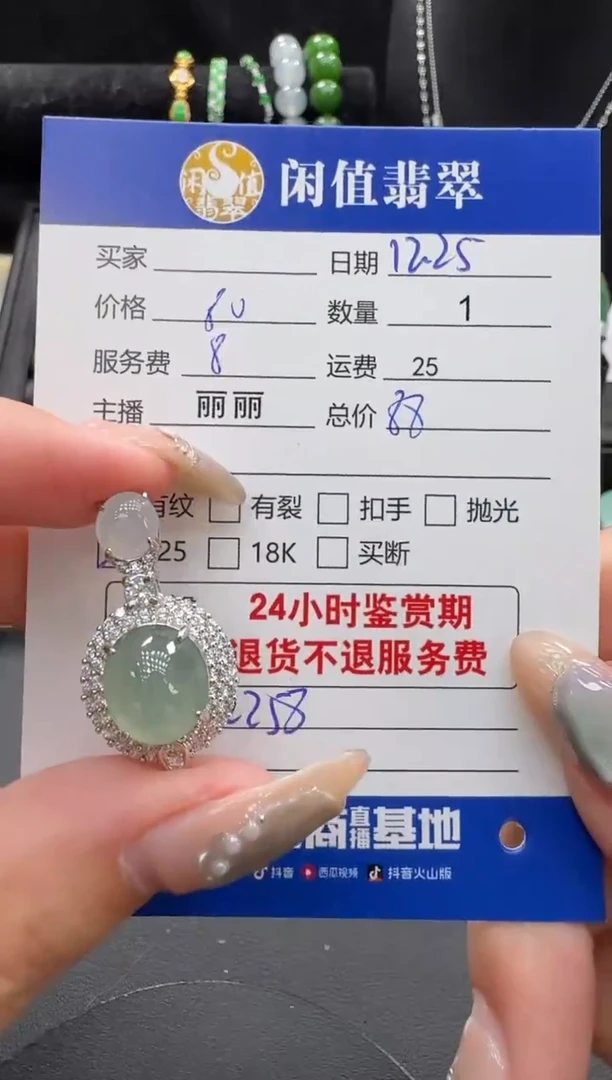 闲值翡翠
闲值翡翠
买家 日期 12.25
价格 80 数量 1
服务费 8 运费 25
主播 丽丽 总价 88
有纹 有裂 扣手 抛光
25 18K 买断
24小时鉴赏期
退货不退服务费
2258
商直播基地
抖音 西瓜视频 抖音火山版